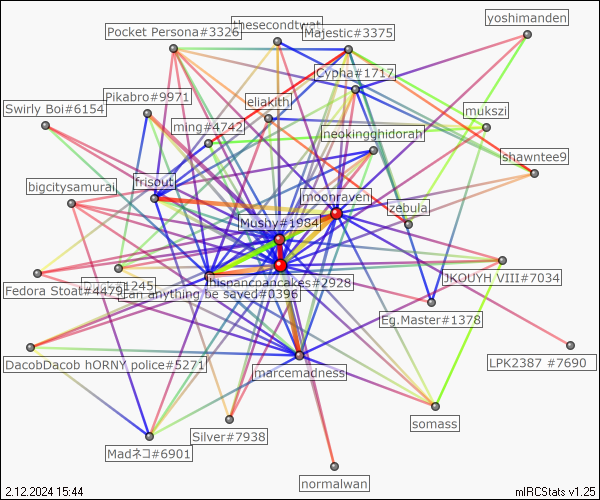 yoshimanden
thesecondtwat
Pocket Persona#3326
Majestic#3375
Cypha#1717
Pikabro#9971
eliakith
Swirly Boi#6154
mukszi
ming#4742
neokingghidorah
shawntee9
frisout
bigcitysamurai
moonraven
zebula
Mushy#1984
JKOUYH VIII#7034
hispanicpancakes#2928
1245
Fedora Stoat#4479
can anything be saved#0396
Eg.Master#1378
LPK2387 #7690
DacobDacob hORNY police#5271
marcemadness
somass
Silver#7938
Madネコ#6901
normalwan
2.12.2024 15:44
mIRCStats v1.25